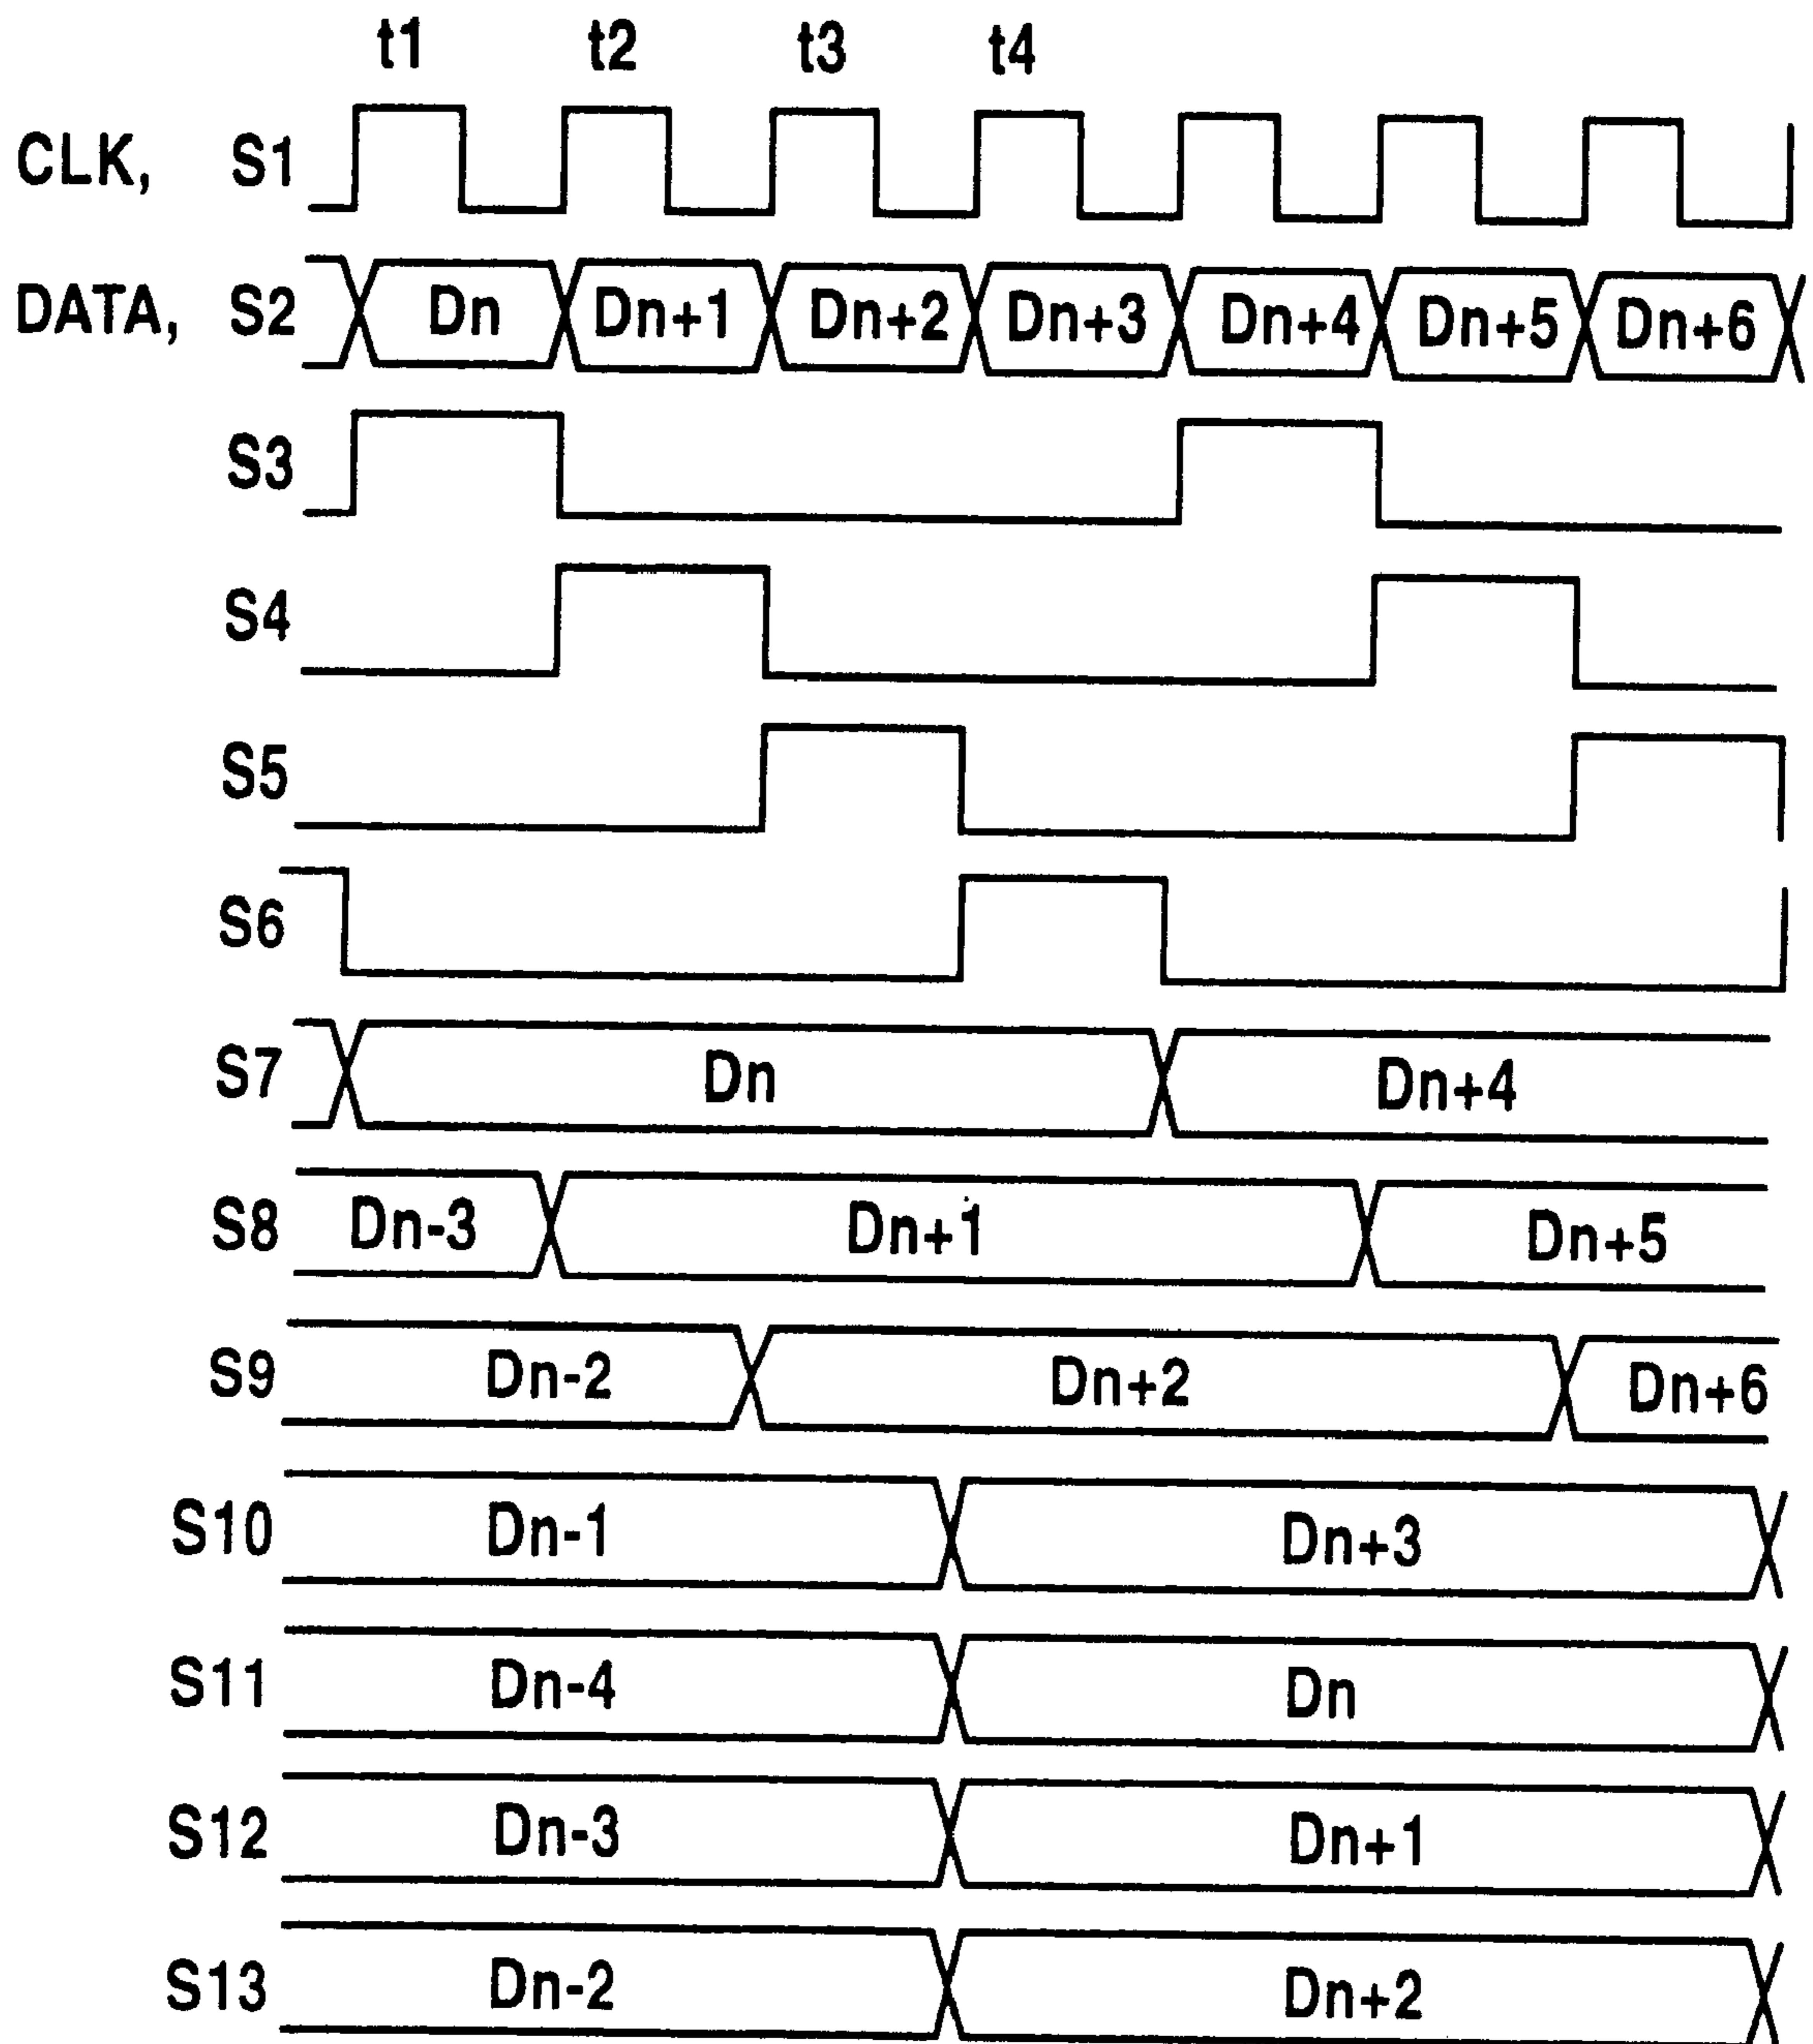 t1 t2 t3 t4
CLK, S1
DATA, S2 Dn Dn+1 Dn+2 Dn+3 Dn+4 Dn+5 Dn+6
S3
S4
S5
S6
S7 Dn Dn+4
S8 Dn-3 Dn+1 Dn+5
S9 Dn-2 Dn+2 Dn+6
S10 Dn-1 Dn+3
S11 Dn-4 Dn
S12 Dn-3 Dn+1
S13 Dn-2 Dn+2